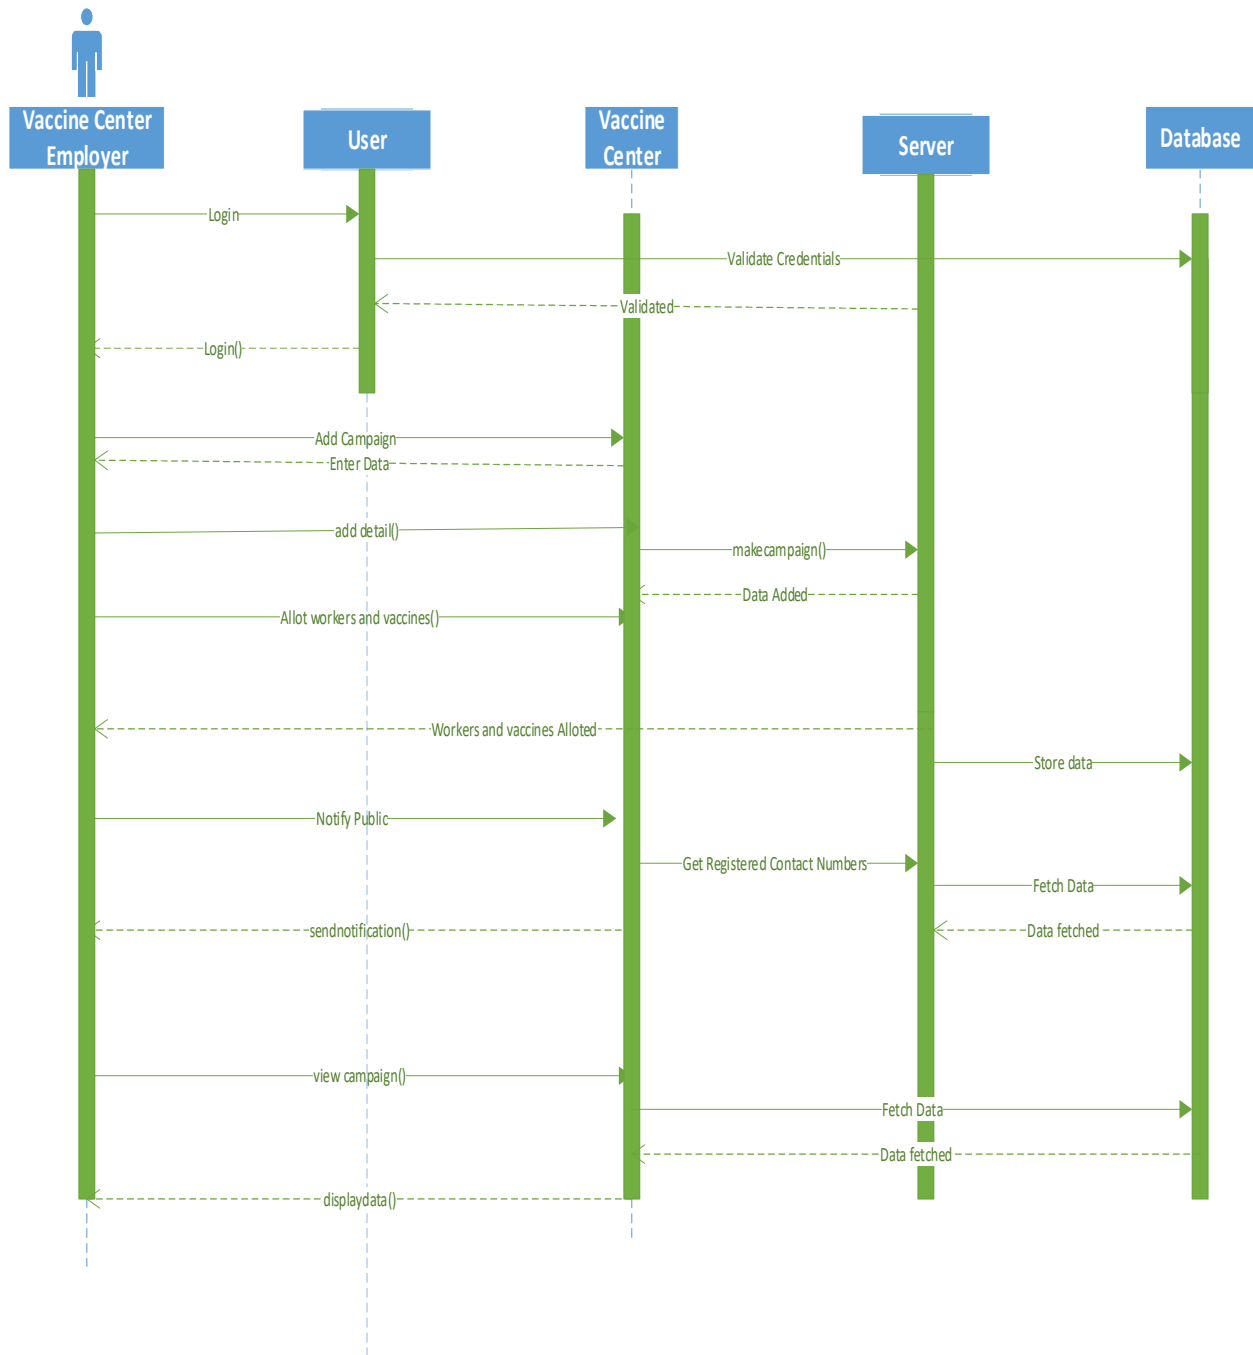 Vaccine Center
Employer
User
Vaccine
Center
Server
Database
Login
Validate Credentials
Validated
Login()
Add Campaign
Enter Data
add detail()
makecampaign()
Data Added
Allot workers and vaccines()
Workers and vaccines Alloted
Store data
Notify Public
Get Registered Contact Numbers
Fetch Data
sendnotification()
Data fetched
view campaign()
Fetch Data
Data fetched
displaydata()